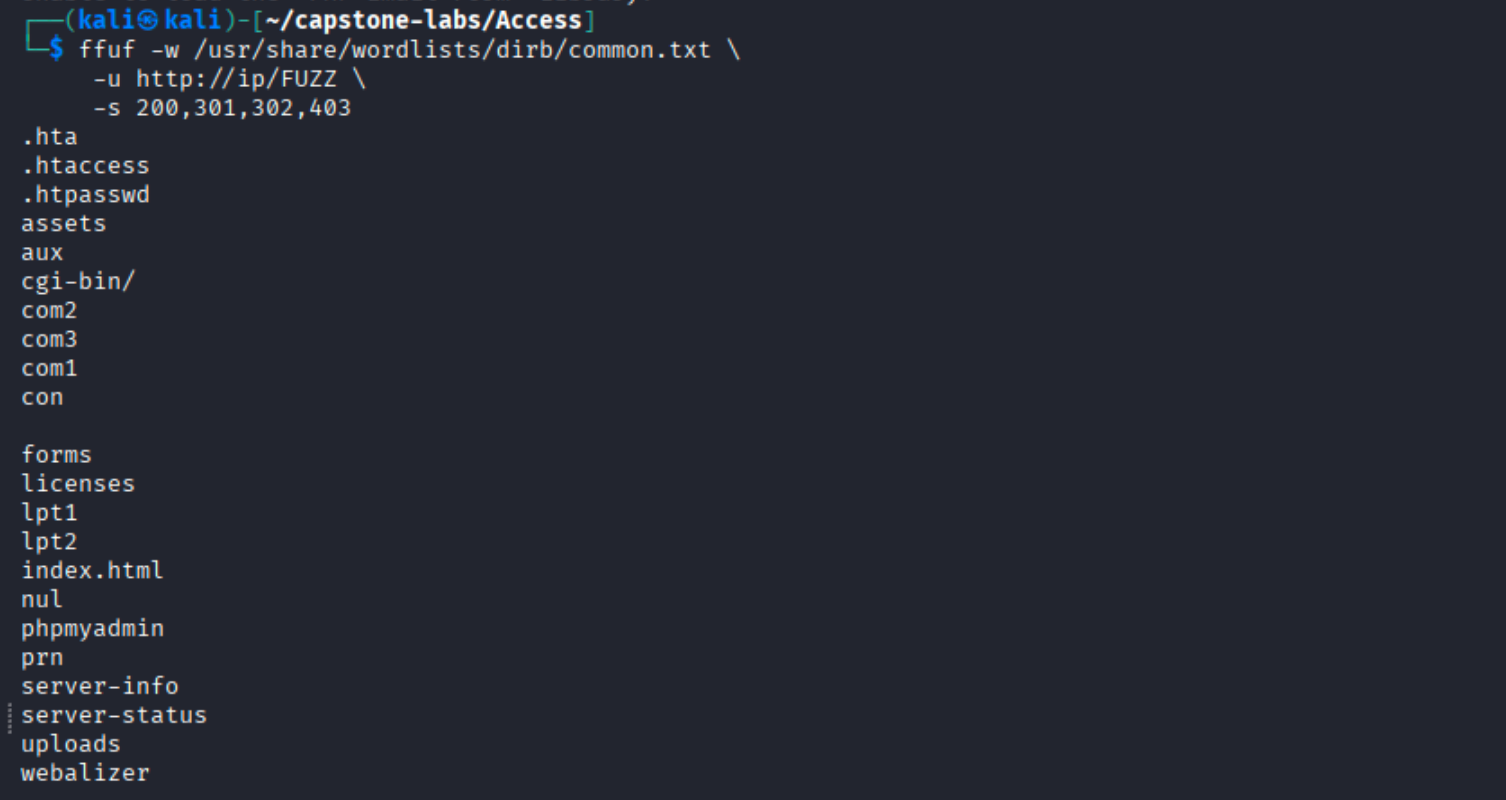 ┌──(kali㉿kali)-[~/capstone-labs/Access]
└─$ ffuf -w /usr/share/wordlists/dirb/common.txt \
     -u http://ip/FUZZ \
     -s 200,301,302,403
.hta
.htaccess
.htpasswd
assets
aux
cgi-bin/
com2
com3
com1
con

forms
licenses
lpt1
lpt2
index.html
nul
phpmyadmin
prn
server-info
server-status
uploads
webalizer